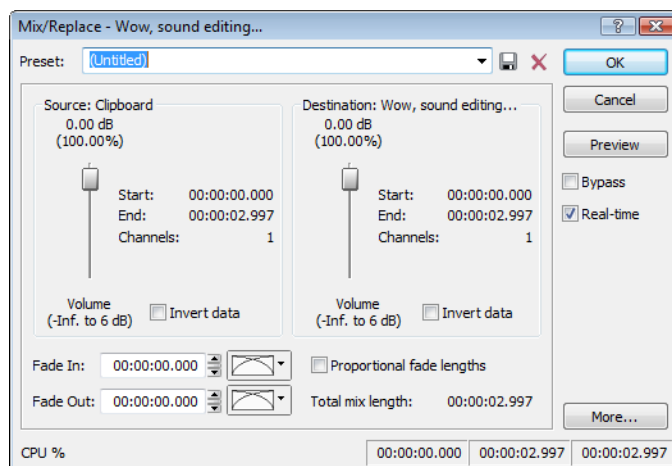 Mix/Replace - Wow, sound editing...
Preset: (Untitled)
OK
Cancel
Preview
Bypass
Real-time
More...
Source: Clipboard
0.00 dB
(100.00%)
Start: 00:00:00.000
End: 00:00:02.997
Channels: 1
Volume
(-Inf. to 6 dB)
Invert data
Destination: Wow, sound editing...
0.00 dB
(100.00%)
Start: 00:00:00.000
End: 00:00:02.997
Channels: 1
Volume
(-Inf. to 6 dB)
Invert data
Fade In: 00:00:00.000
Proportional fade lengths
Fade Out: 00:00:00.000
Total mix length: 00:00:02.997
CPU % 00:00:00.000 00:00:02.997 00:00:02.997